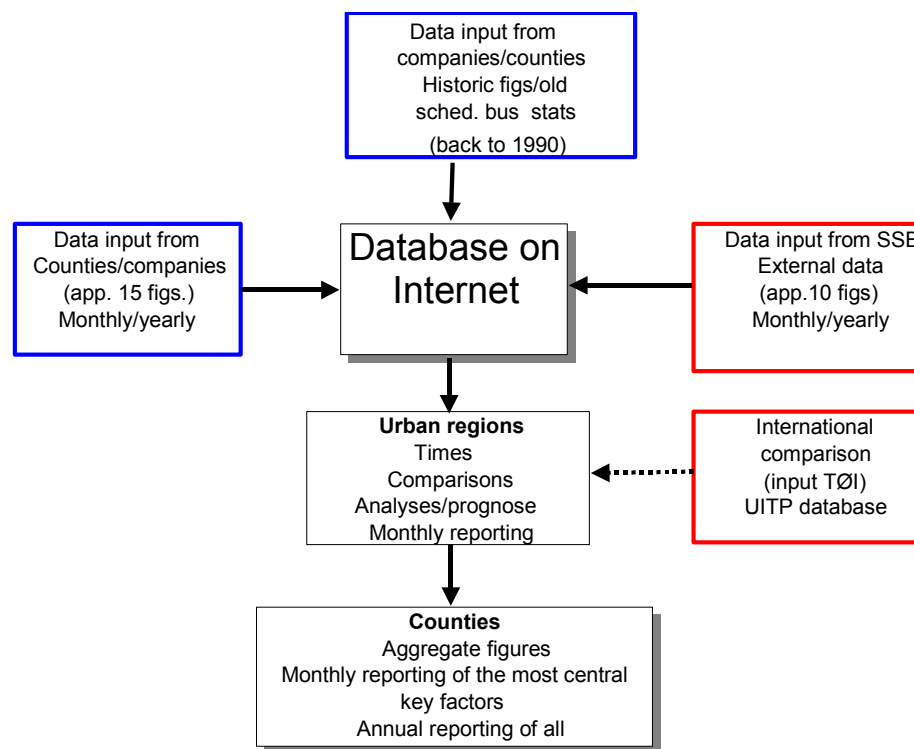 Data input from
companies/counties
Historic figs/old
sched. bus stats
(back to 1990)
Data input from
Counties/companies
(app. 15 figs.)
Monthly/yearly
Database on
Internet
Data input from SSB
External data
(app.10 figs)
Monthly/yearly
Urban regions
Times
Comparisons
Analyses/prognose
Monthly reporting
International
comparison
(input TØI)
UITP database
Counties
Aggregate figures
Monthly reporting of the most central
key factors
Annual reporting of all